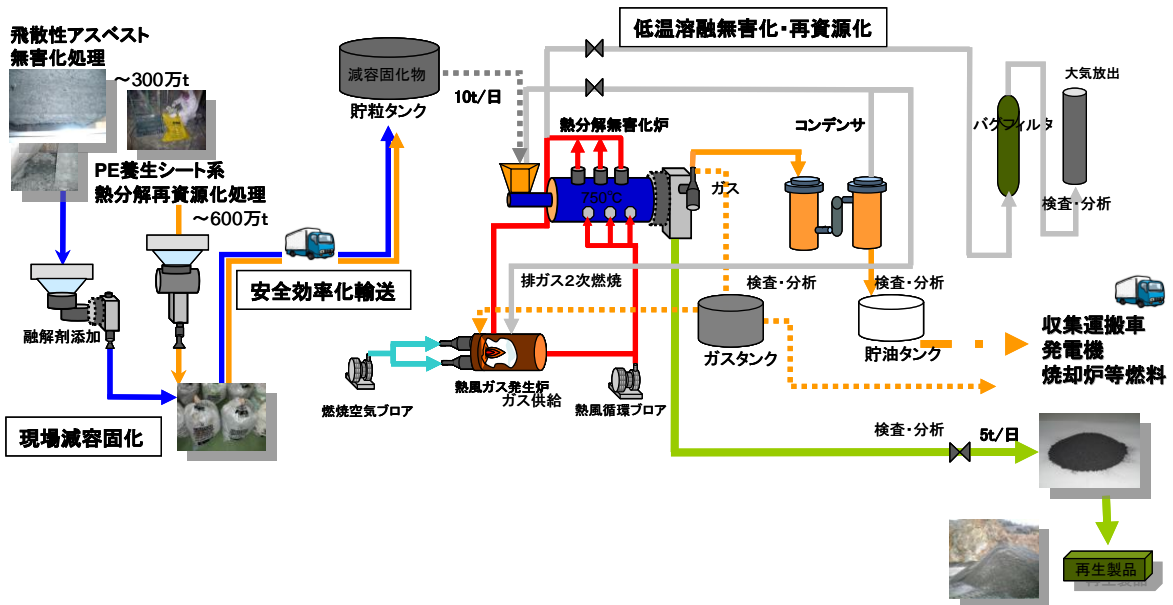 低温溶融無害化・再資源化
飛散性アスベスト
無害化処理
～300万t
PE養生シート系
熱分解再資源化処理
～600万t
減容固化物
貯粒タンク
10t/日
熱分解無害化炉
750℃
ガス
コンデンサ
バグフィルタ
大気放出
検査・分析
安全効率化輸送
融解剤添加
現場減容固化
排ガス２次燃焼
検査・分析
検査・分析
ガスタンク
貯油タンク
収集運搬車
発電機
焼却炉等燃料
熱風ガス発生炉
ガス供給
燃焼空気ブロア
熱風循環ブロア
検査・分析
5t/日
再生製品